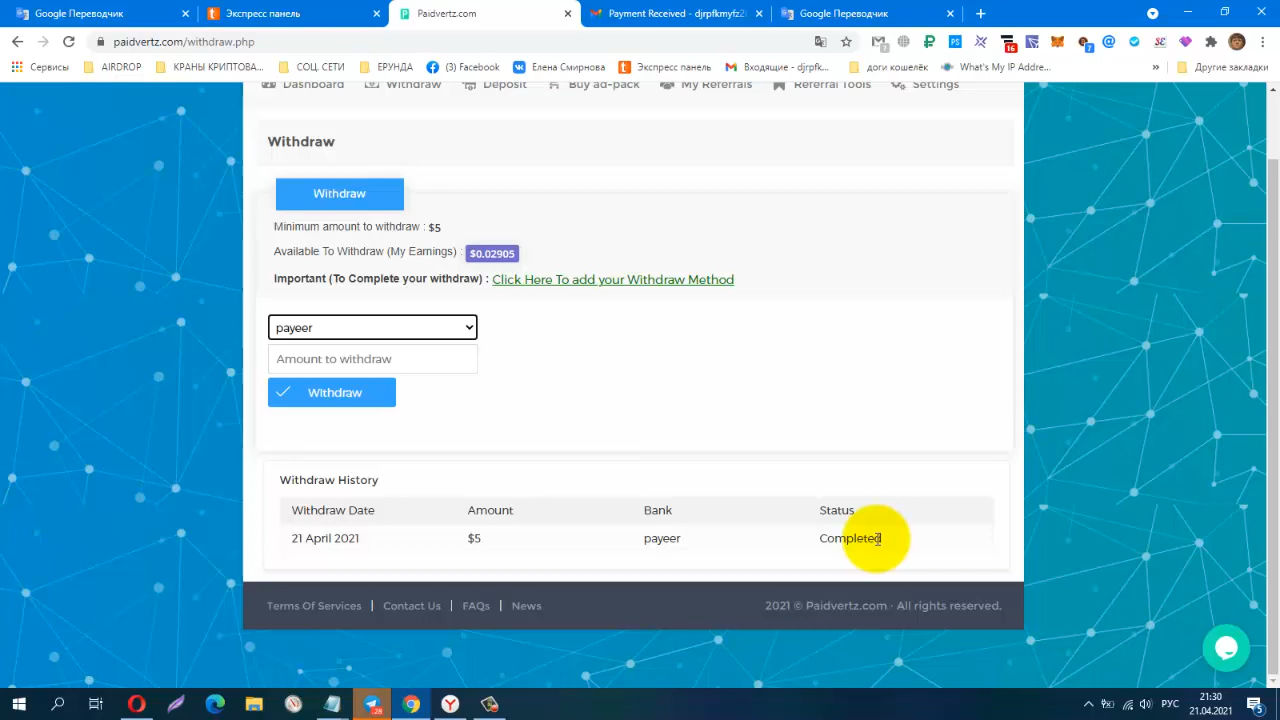 Google Переводчик
Экспресс панель
Paidvertz.com
Payment Received - djrpfkmyfz2
Google Переводчик
paidvertz.com/withdraw.php
7
16
7
Сервисы
AIRDROP
КРАНЫ КРИПТОВА...
СОЦ. СЕТИ
ЕРУНДА
(3) Facebook
Елена Смирнова
Экспресс панель
Входящие - djrpfk...
доги кошелёк
What's My IP Addre...
»
Другие закладки
Dashboard
Withdraw
Deposit
Buy ad-pack
My Referrals
Referral Tools
Settings
Withdraw
Withdraw
Minimum amount to withdraw : $5
Available To Withdraw (My Earnings) : $0.02905
Important (To Complete your withdraw) : Click Here To add your Withdraw Method
payeer
Amount to withdraw
Withdraw
Withdraw History
Withdraw Date Amount Bank Status
21 April 2021 $5 payeer Completed
Terms Of Services | Contact Us | FAQs | News
2021 © Paidvertz.com · All rights reserved.
РУС
21:30
21.04.2021
5